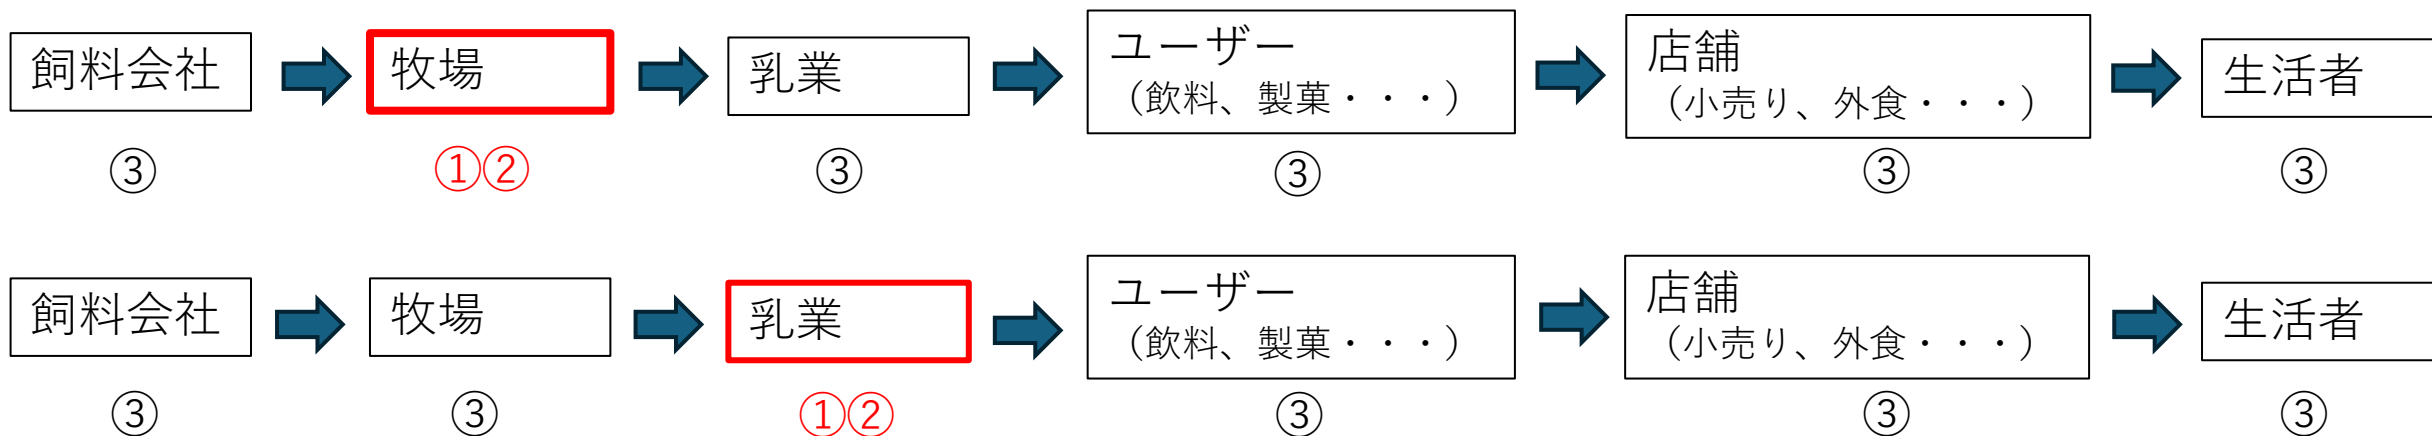 飼料会社
牧場
乳業
ユーザー
（飲料、製菓・・・）
店舗
（小売り、外食・・・）
生活者
③
①②
③
③
③
③
飼料会社
牧場
乳業
ユーザー
（飲料、製菓・・・）
店舗
（小売り、外食・・・）
生活者
③
③
①②
③
③
③